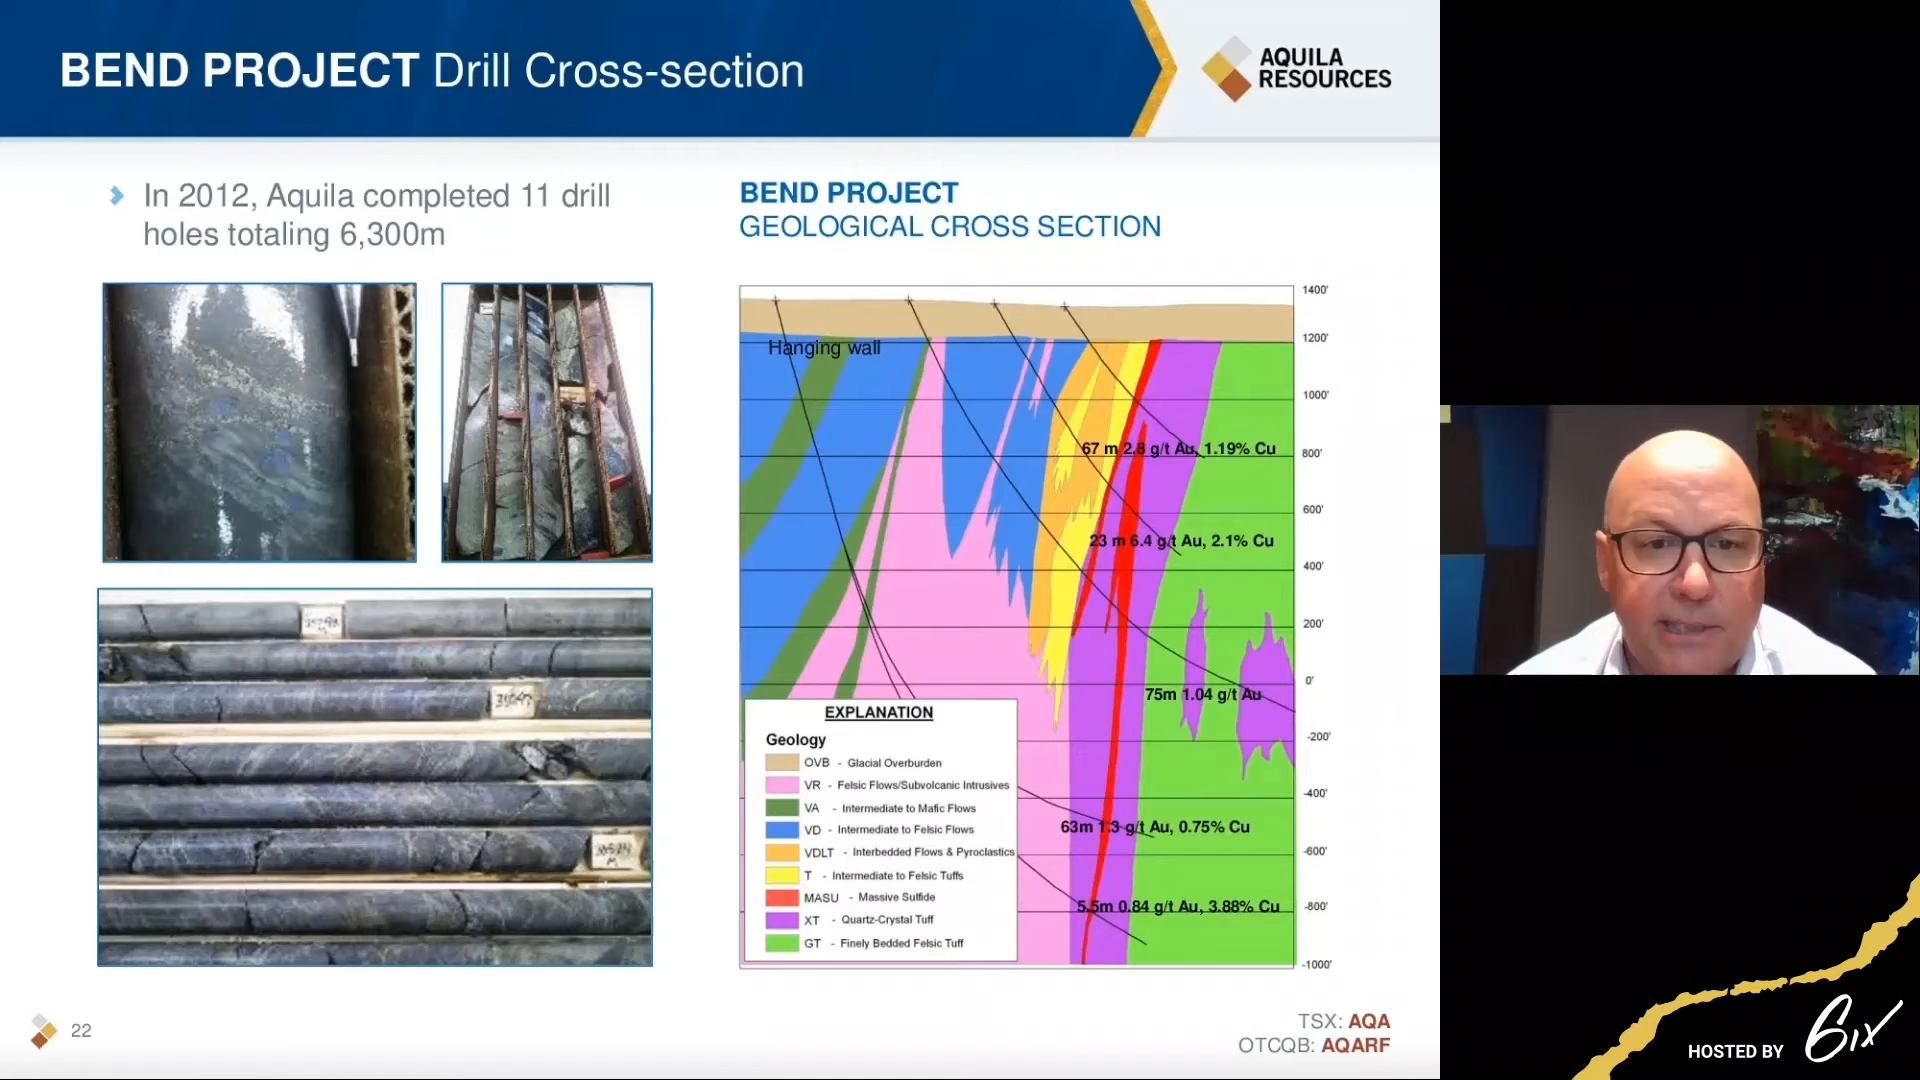 BEND PROJECT Drill Cross-section
AQUILA
RESOURCES
In 2012, Aquila completed 11 drill
holes totaling 6,300m
BEND PROJECT
GEOLOGICAL CROSS SECTION
1400'
Hanging wall
1200'
1000'
67 m 2.8 g/t Au, 1.19% Cu
800'
600'
23 m 6.4 g/t Au, 2.1% Cu
400'
200'
0'
75m 1.04 g/t Au
-200'
-400'
63m 1.3 g/t Au, 0.75% Cu
-600'
5.5m 0.84 g/t Au, 3.88% Cu
-800'
-1000'
EXPLANATION
Geology
OVB - Glacial Overburden
VR - Felsic Flows/Subvolcanic Intrusives
VA - Intermediate to Mafic Flows
VD - Intermediate to Felsic Flows
VDLT - Interbedded Flows & Pyroclastics
T - Intermediate to Felsic Tuffs
MASU - Massive Sulfide
XT - Quartz-Crystal Tuff
GT - Finely Bedded Felsic Tuff
22
TSX: AQA
OTCQB: AQARF
HOSTED BY 6ix